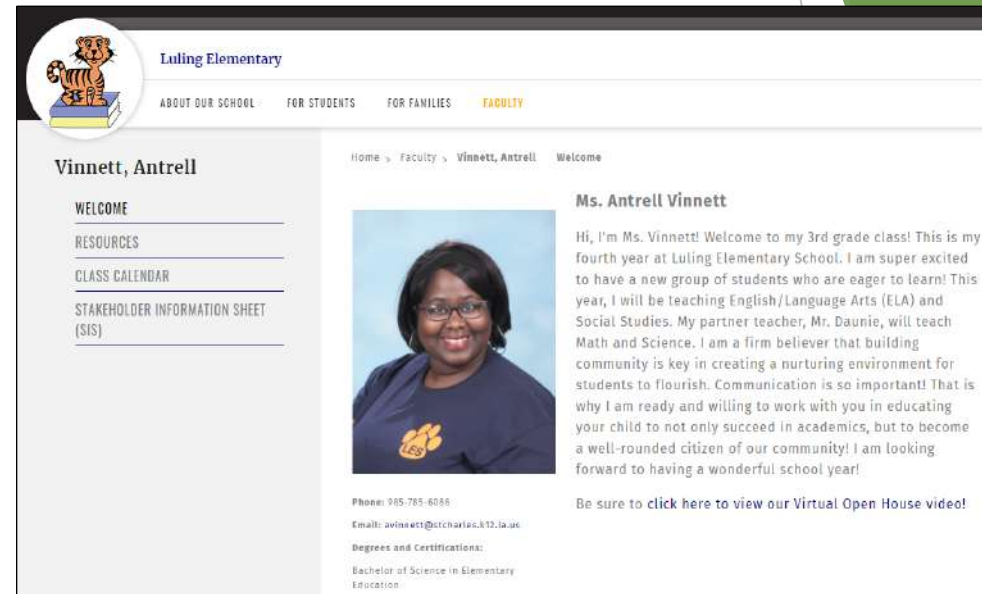 Luling Elementary
ABOUT OUR SCHOOL FOR STUDENTS FOR FAMILIES FACULTY
Home > Faculty > Vinnett, Antrell Welcome
Vinnett, Antrell
WELCOME
RESOURCES
CLASS CALENDAR
STAKEHOLDER INFORMATION SHEET
(SIS)
LES
Phone: 985-785-6086
Email: avinnett@stcharles.k12.la.us
Degrees and Certifications:
Bachelor of Science in Elementary
Education
Ms. Antrell Vinnett
Hi, I'm Ms. Vinnett! Welcome to my 3rd grade class! This is my
fourth year at Luling Elementary School. I am super excited
to have a new group of students who are eager to learn! This
year, I will be teaching English/Language Arts (ELA) and
Social Studies. My partner teacher, Mr. Daunie, will teach
Math and Science. I am a firm believer that building
community is key in creating a nurturing environment for
students to flourish. Communication is so important! That is
why I am ready and willing to work with you in educating
your child to not only succeed in academics, but to become
a well-rounded citizen of our community! I am looking
forward to having a wonderful school year!
Be sure to click here to view our Virtual Open House video!